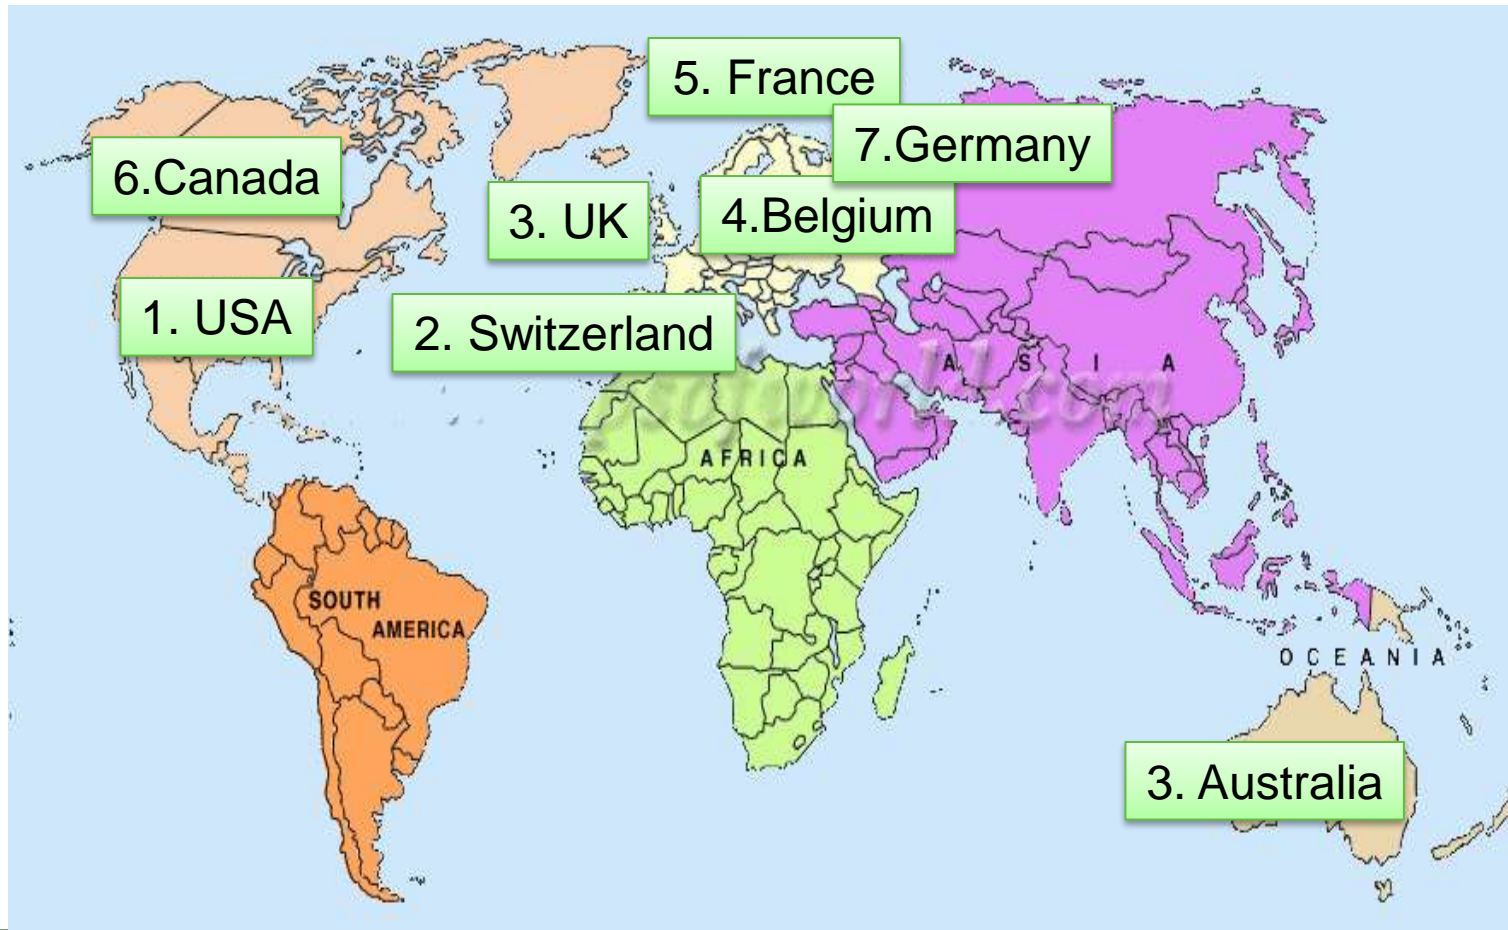 5. France
7.Germany
6.Canada
3. UK
4.Belgium
1. USA
2. Switzerland
A S I A
AFRICA
SOUTH
AMERICA
OCEANIA
3. Australia